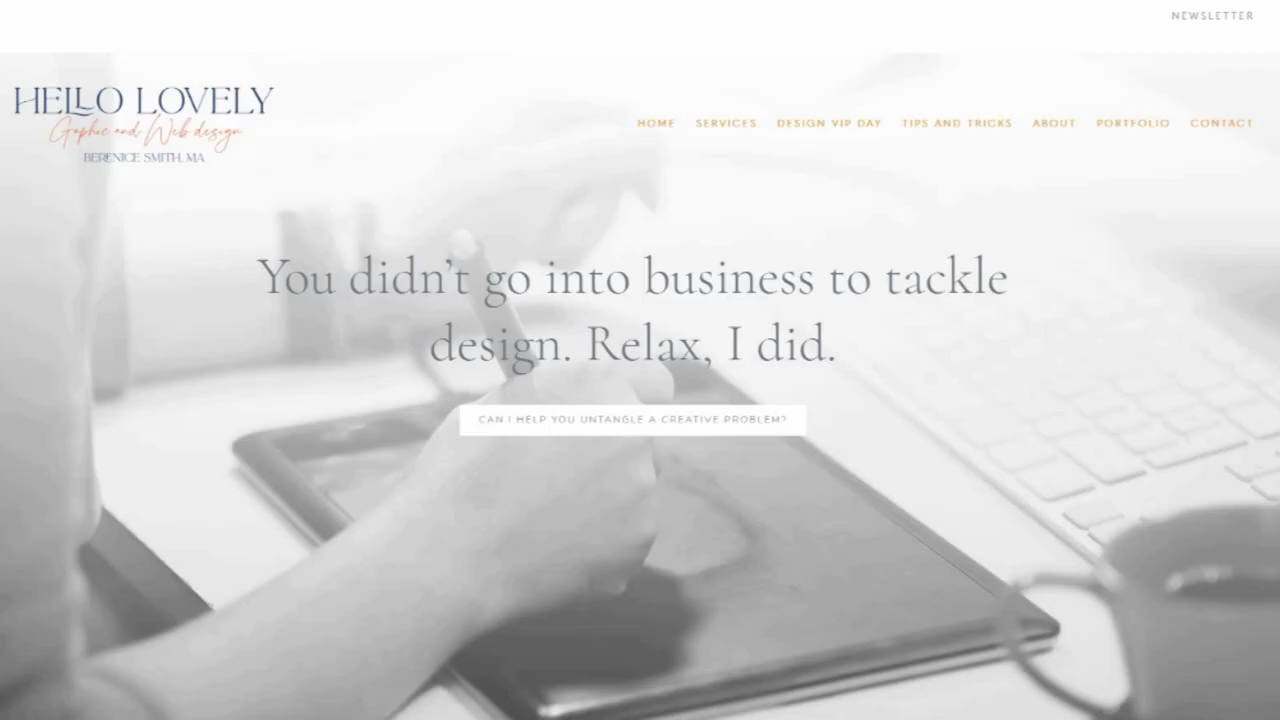 NEWSLETTER
HELLO LOVELY
Graphic and Web design
BERENICE SMITH, MA
HOME SERVICES DESIGN VIP DAY TIPS AND TRICKS ABOUT PORTFOLIO CONTACT
You didn’t go into business to tackle
design. Relax, I did.
CAN I HELP YOU UNTANGLE A CREATIVE PROBLEM?